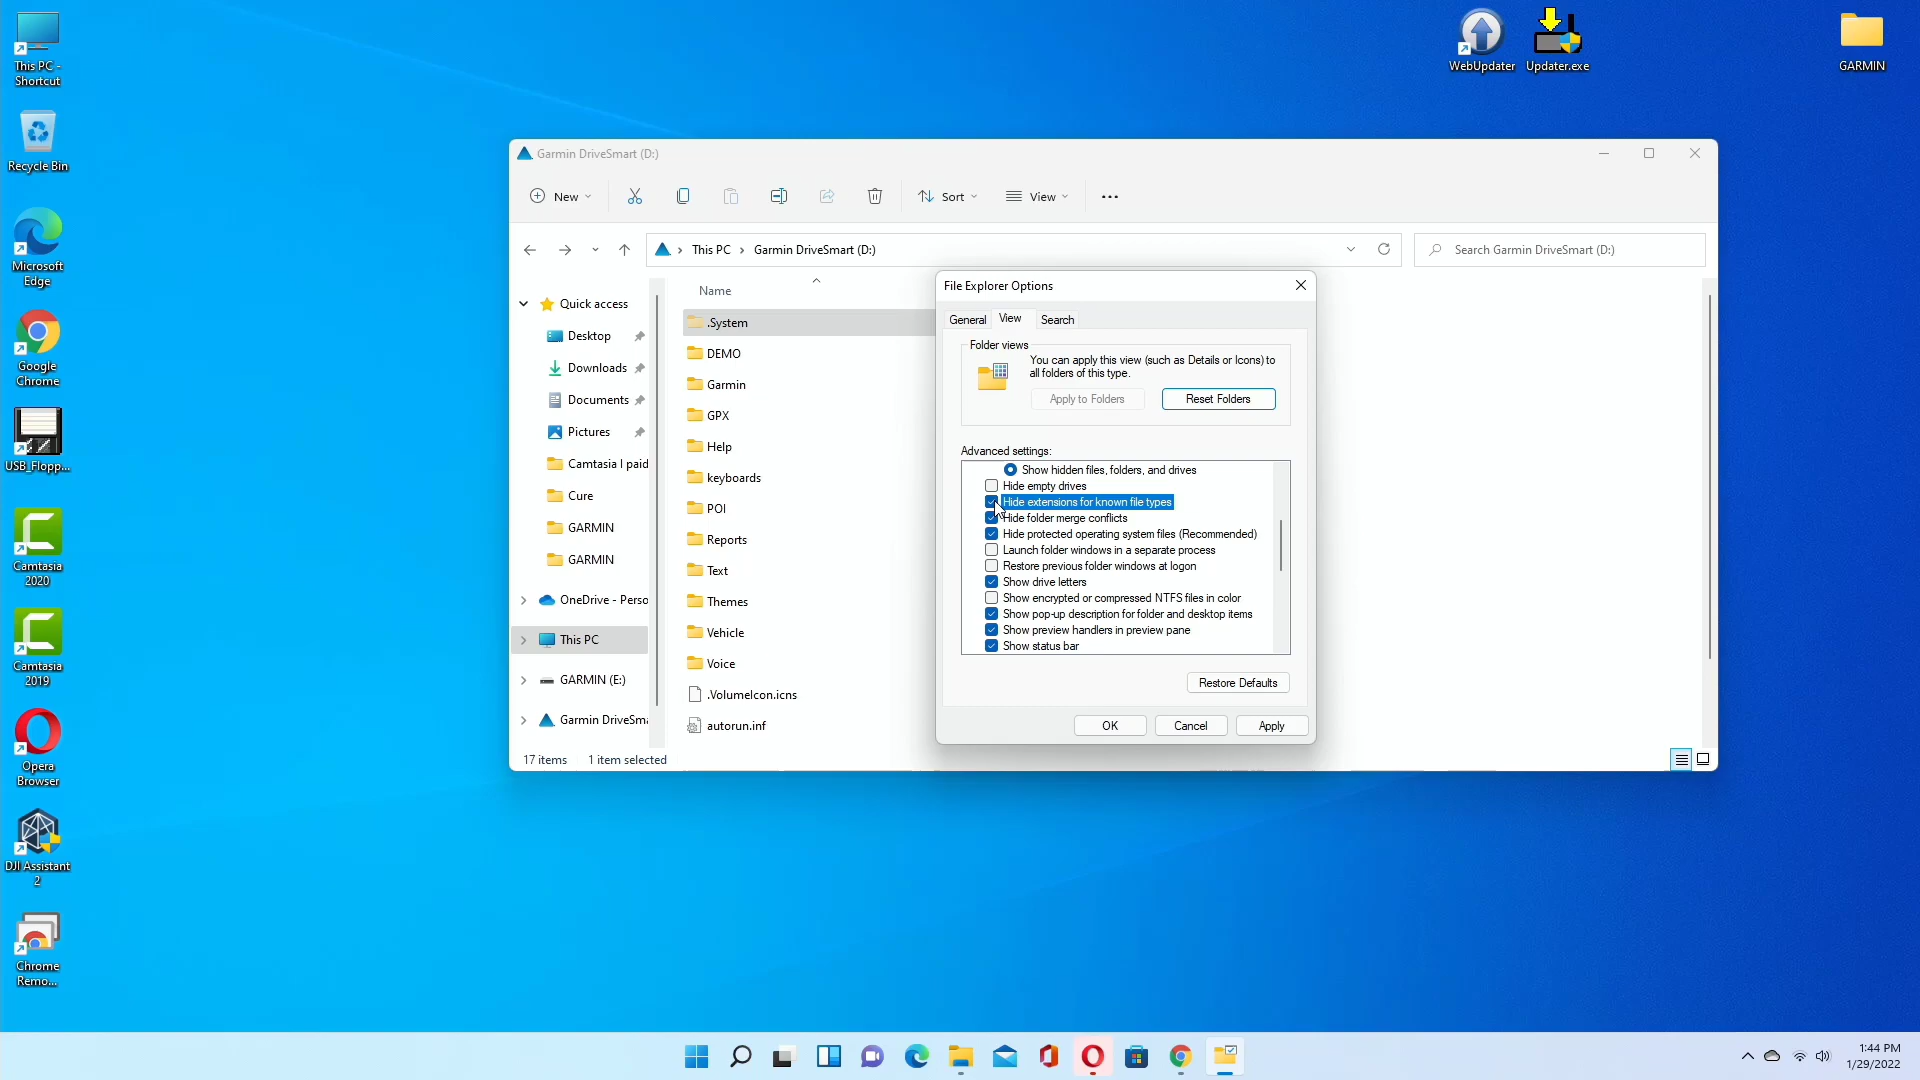 This PC -
Shortcut
Recycle Bin
Microsoft
Edge
Google
Chrome
USB_Flopp...
Camtasia
2020
Camtasia
2019
Opera
Browser
DJI Assistant
2
Chrome
Remo...
WebUpdater
Updater.exe
GARMIN
Garmin DriveSmart (D:)
New
Sort
View
This PC
Garmin DriveSmart (D:)
Search Garmin DriveSmart (D:)
Quick access
Desktop
Downloads
Documents
Pictures
Camtasia I paid
Cure
GARMIN
GARMIN
OneDrive - Perso
This PC
GARMIN (E:)
Garmin DriveSma
Name
.System
DEMO
Garmin
GPX
Help
keyboards
POI
Reports
Text
Themes
Vehicle
Voice
.VolumeIcon.icns
autorun.inf
17 items
1 item selected
File Explorer Options
General
View
Search
Folder views
You can apply this view (such as Details or Icons) to
all folders of this type.
Apply to Folders
Reset Folders
Advanced settings:
Show hidden files, folders, and drives
Hide empty drives
Hide extensions for known file types
Hide folder merge conflicts
Hide protected operating system files (Recommended)
Launch folder windows in a separate process
Restore previous folder windows at logon
Show drive letters
Show encrypted or compressed NTFS files in color
Show pop-up description for folder and desktop items
Show preview handlers in preview pane
Show status bar
Restore Defaults
OK
Cancel
Apply
1:44 PM
1/29/2022